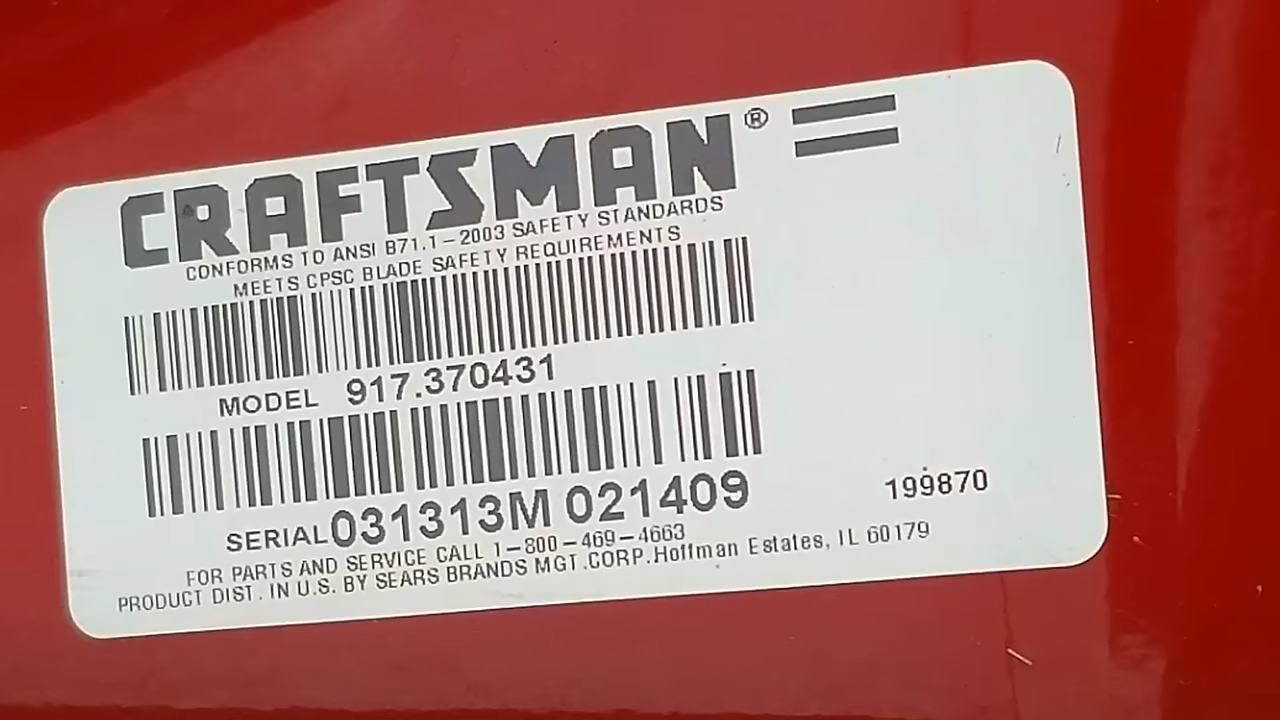 CRAFTSMAN®
CONFORMS TO ANSI B71.1-2003 SAFETY STANDARDS
MEETS CPSC BLADE SAFETY REQUIREMENTS
MODEL 917.370431
SERIAL 031313M 021409
199870
FOR PARTS AND SERVICE CALL 1-800-469-4663
PRODUCT DIST. IN U.S. BY SEARS BRANDS MGT.CORP.Hoffman Estates, IL 60179